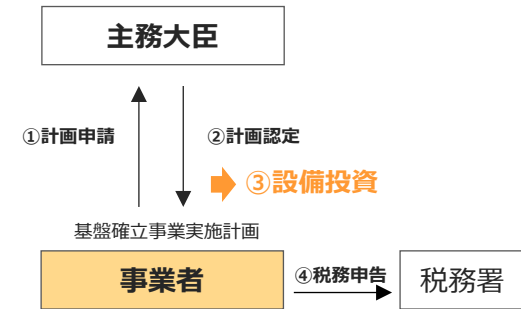 主務大臣
①計画申請
②計画認定
③設備投資
基盤確立事業実施計画
事業者
④税務申告
税務署